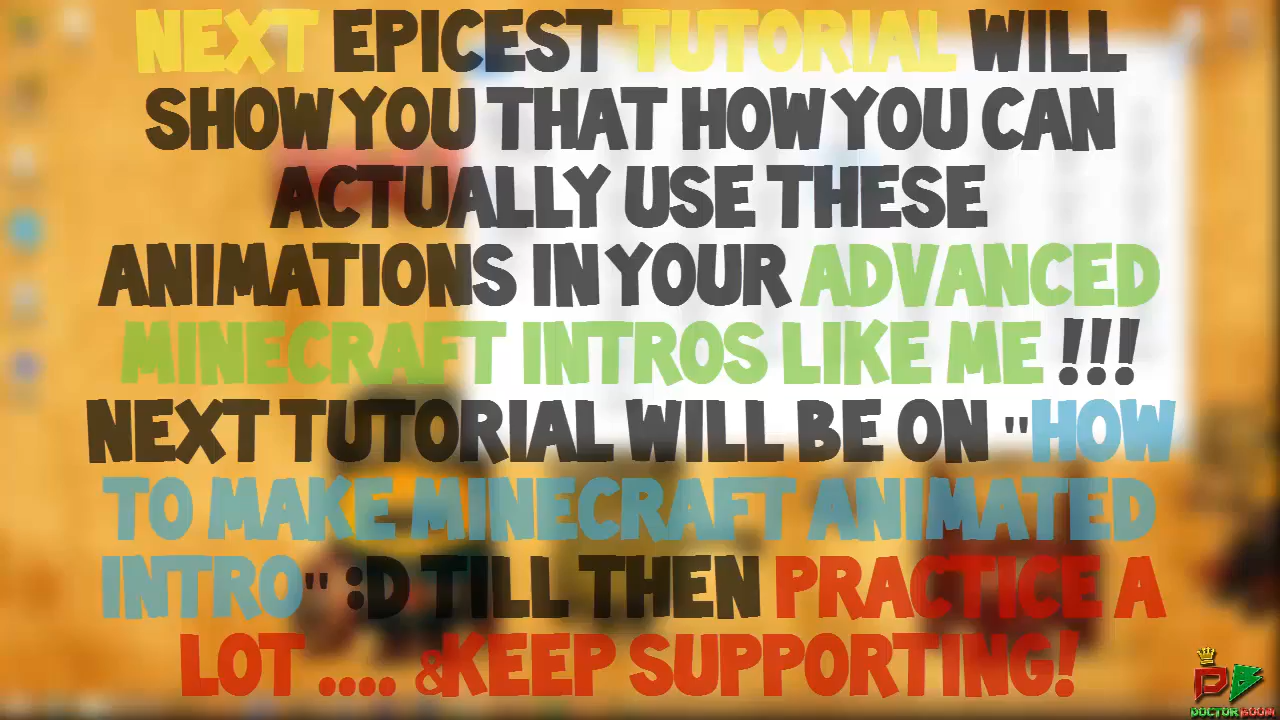 NEXT EPICEST TUTORIAL WILL
SHOW YOU THAT HOW YOU CAN
ACTUALLY USE THESE
ANIMATIONS IN YOUR ADVANCED
MINECRAFT INTROS LIKE ME !!!
NEXT TUTORIAL WILL BE ON "HOW
TO MAKE MINECRAFT ANIMATED
INTRO" :D TILL THEN PRACTICE A
LOT .... &KEEP SUPPORTING!
DOCTOR